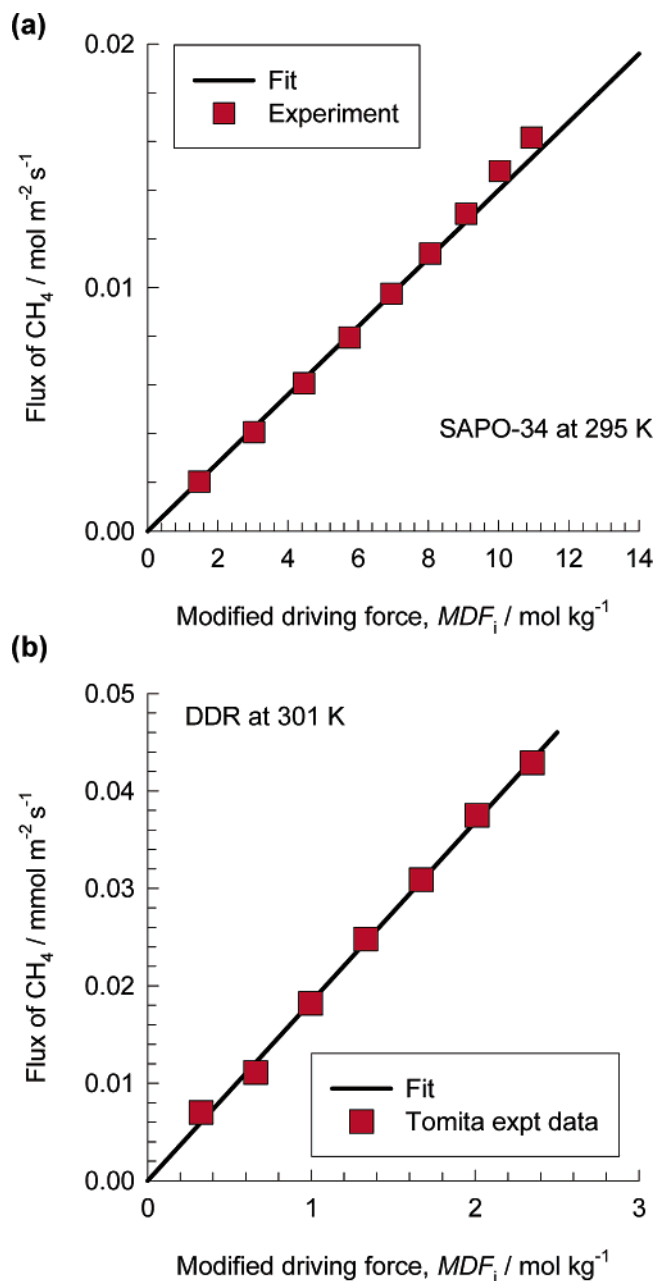 (a)
0.02
0.01
0.00
Flux of CH4 / mol m-2 s-1
Fit
Experiment
SAPO-34 at 295 K
0 2 4 6 8 10 12 14
Modified driving force, MDFi / mol kg-1
(b)
0.05
0.04
0.03
0.02
0.01
0.00
Flux of CH4 / mmol m-2 s-1
DDR at 301 K
Fit
Tomita expt data
0 1 2 3
Modified driving force, MDFi / mol kg-1